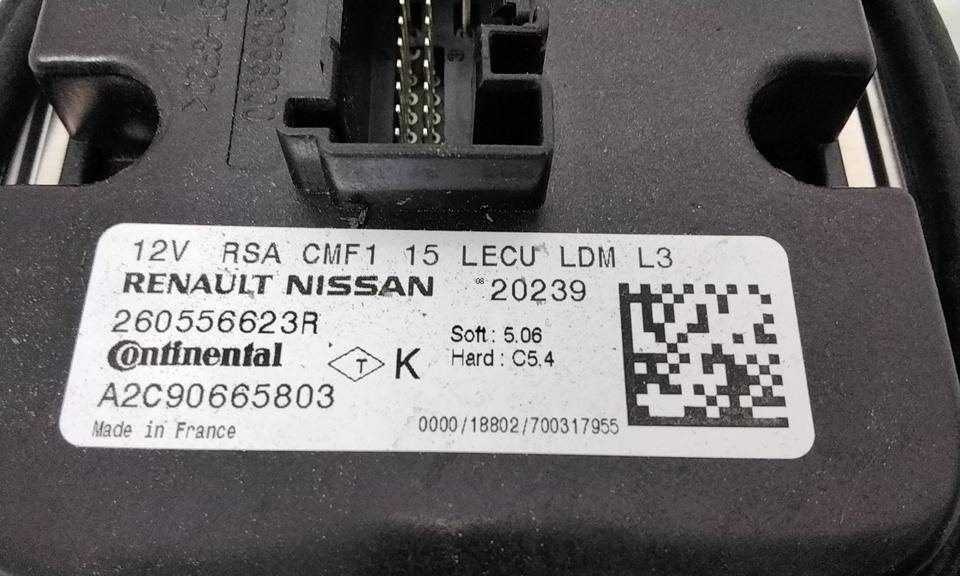 12V RSA CMF1 15 LECU LDM L3
RENAULT NISSAN 08 20239
260556623R
Continental
T K
Soft: 5.06
Hard: C5.4
A2C90665803
Made in France
0000/18802/700317955